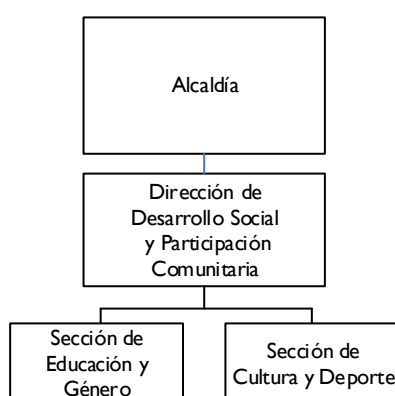 Alcaldía
Dirección de
Desarrollo Social
y Participación
Comunitaria
Sección de
Educación y
Género
Sección de
Cultura y Deporte